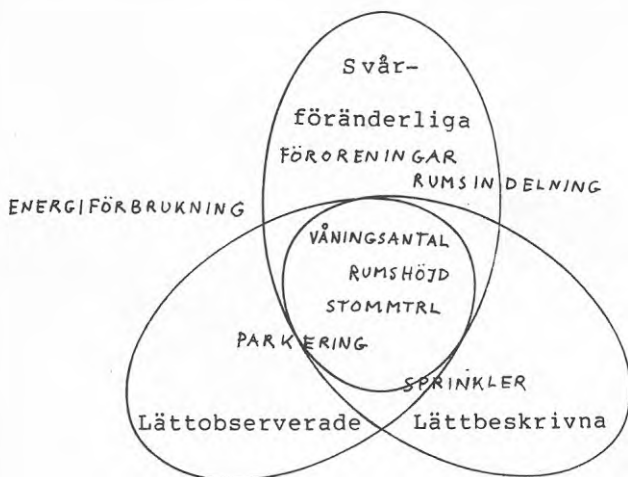 Svår-
föränderliga
FÖRORENINGAR
RUMSINDELNING
ENERGIFÖRBRUKNING
VÅNINGSANTAL
RUMSHÖJD
STOMMTRL
PARKERING
SPRINKLER
Lättobserverade
Lättbeskrivna